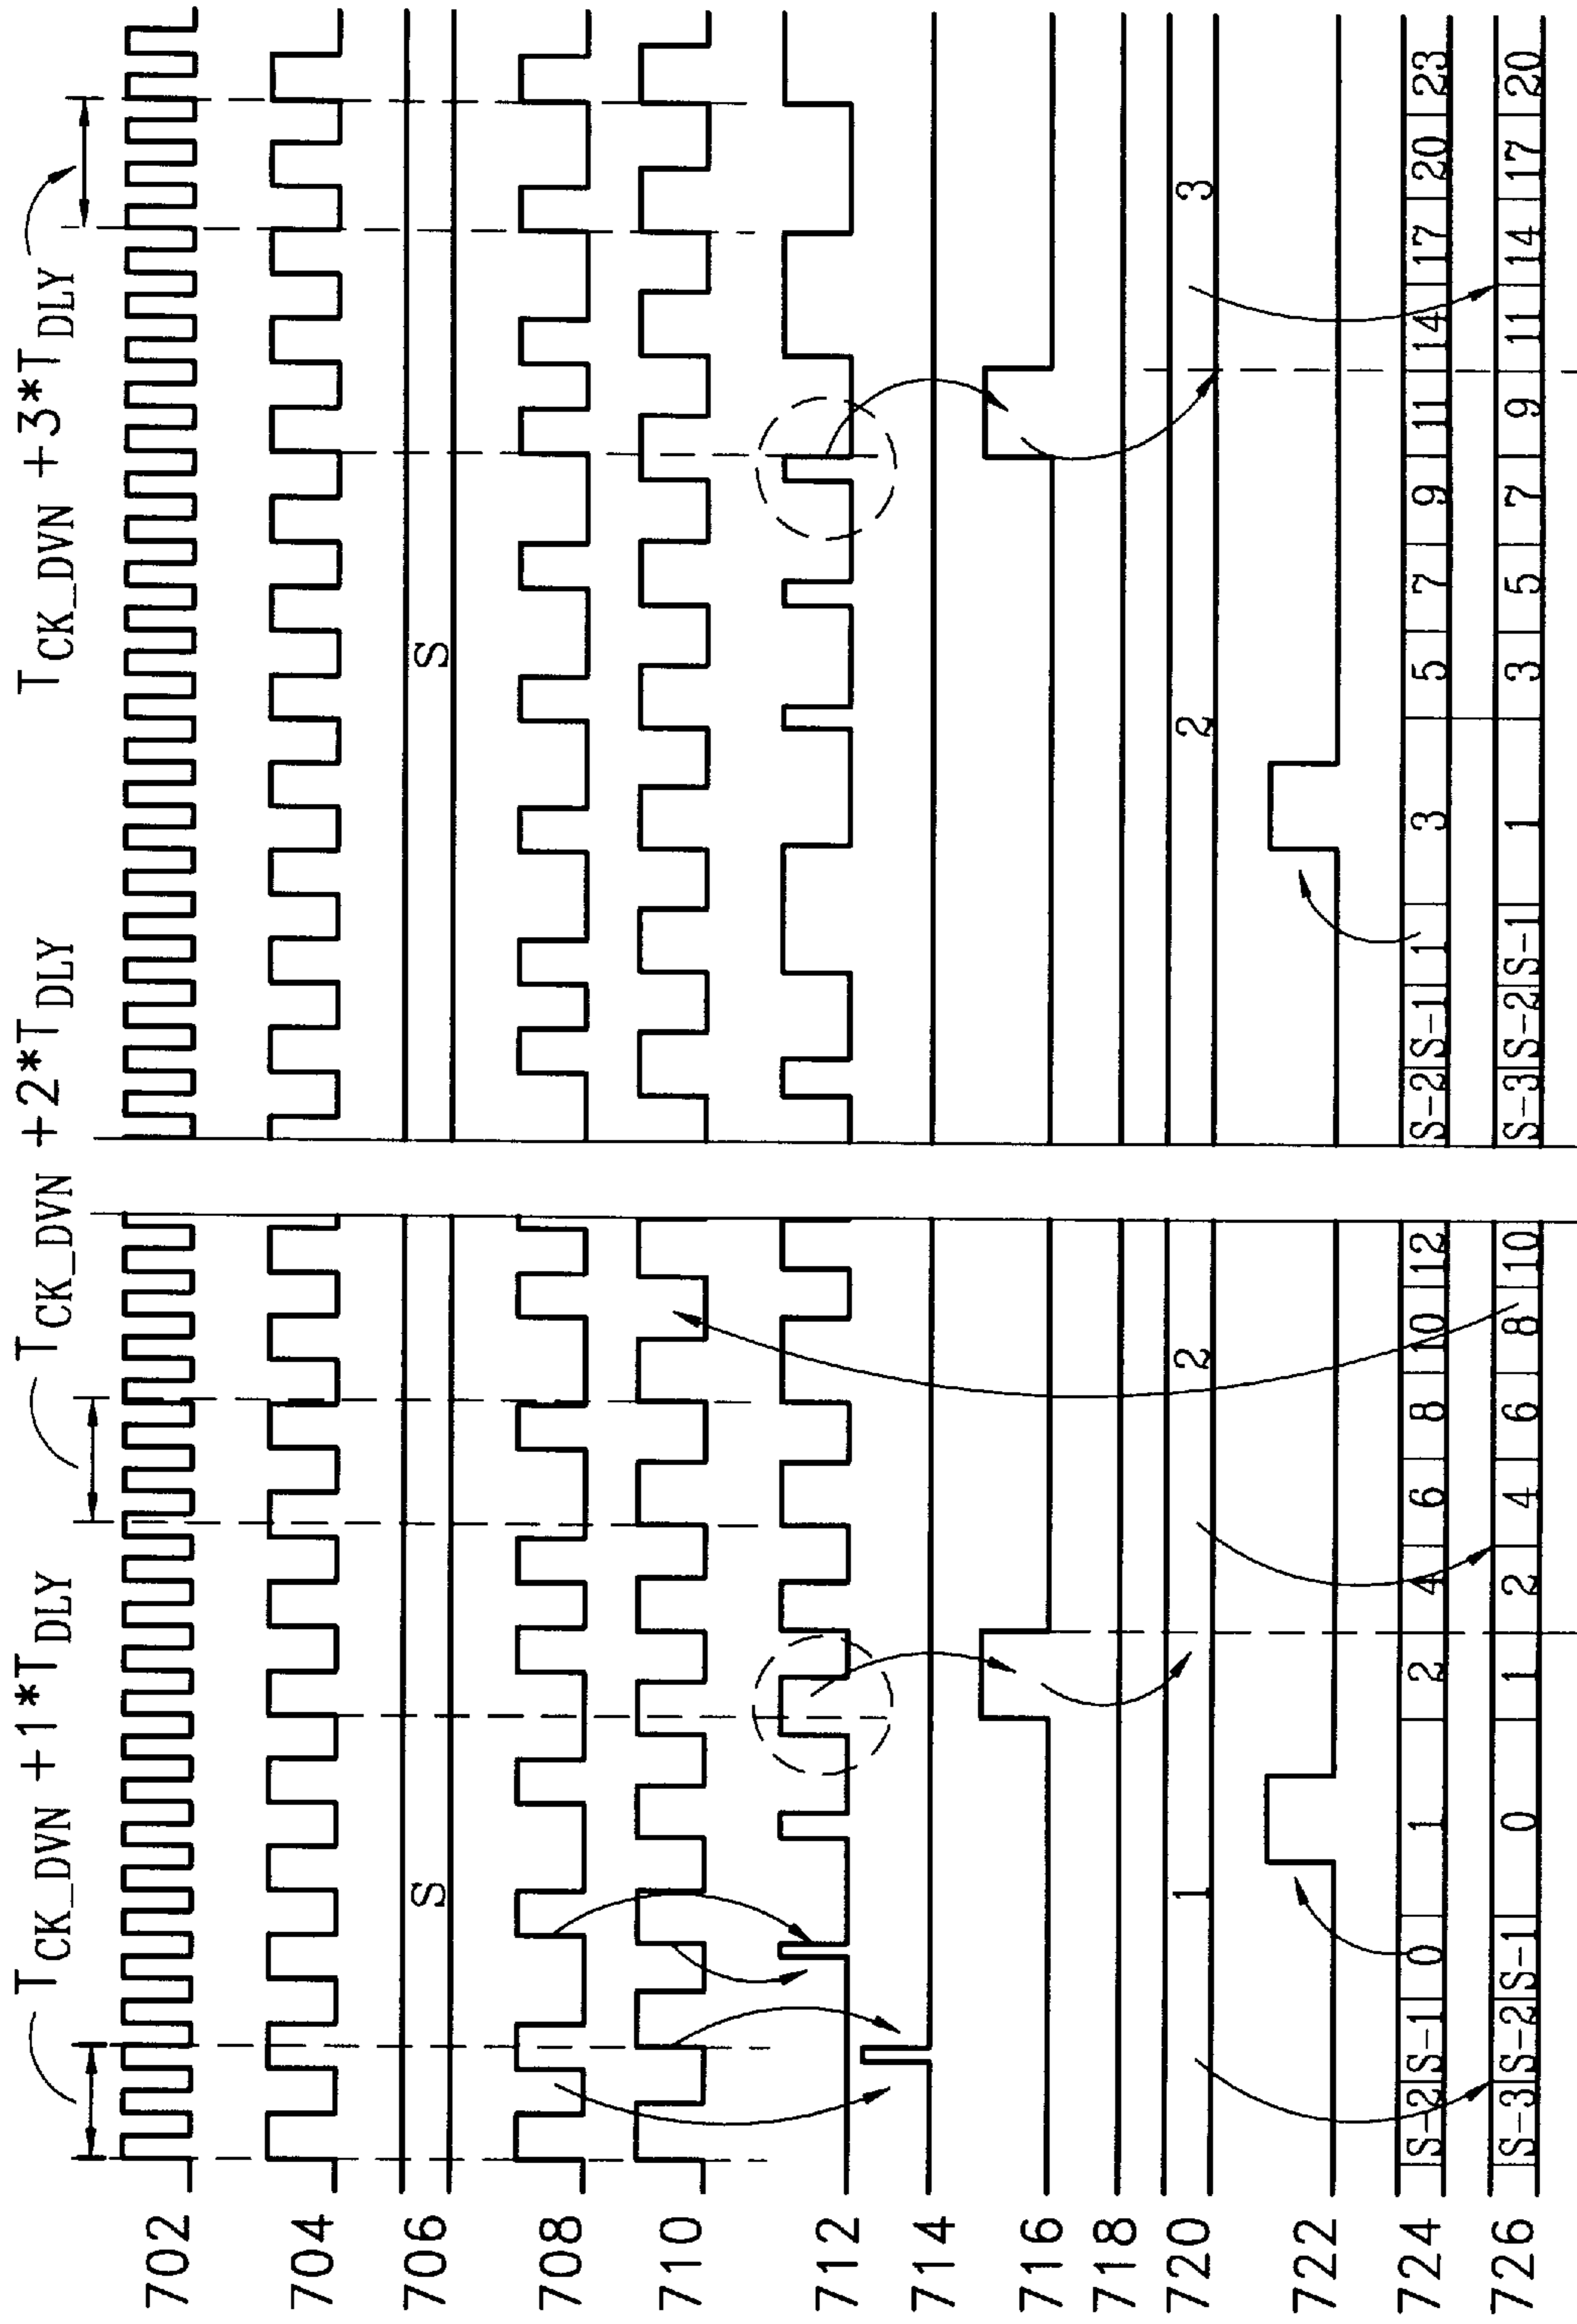 T_CK_DVN +1*T_DLY
T_CK_DVN +2*T_DLY
T_CK_DVN +3*T_DLY
702
704
706 S S
708
710
712
714
716
718
720 1 2 2 3
722
724 S-2 S-1 0 1 2 4 6 8 10 12 S-2 S-1 1 3 5 7 9 11 14 17 20 23
726 S-3 S-2 S-1 0 1 2 4 6 8 10 S-3 S-2 S-1 1 3 5 7 9 11 14 17 20